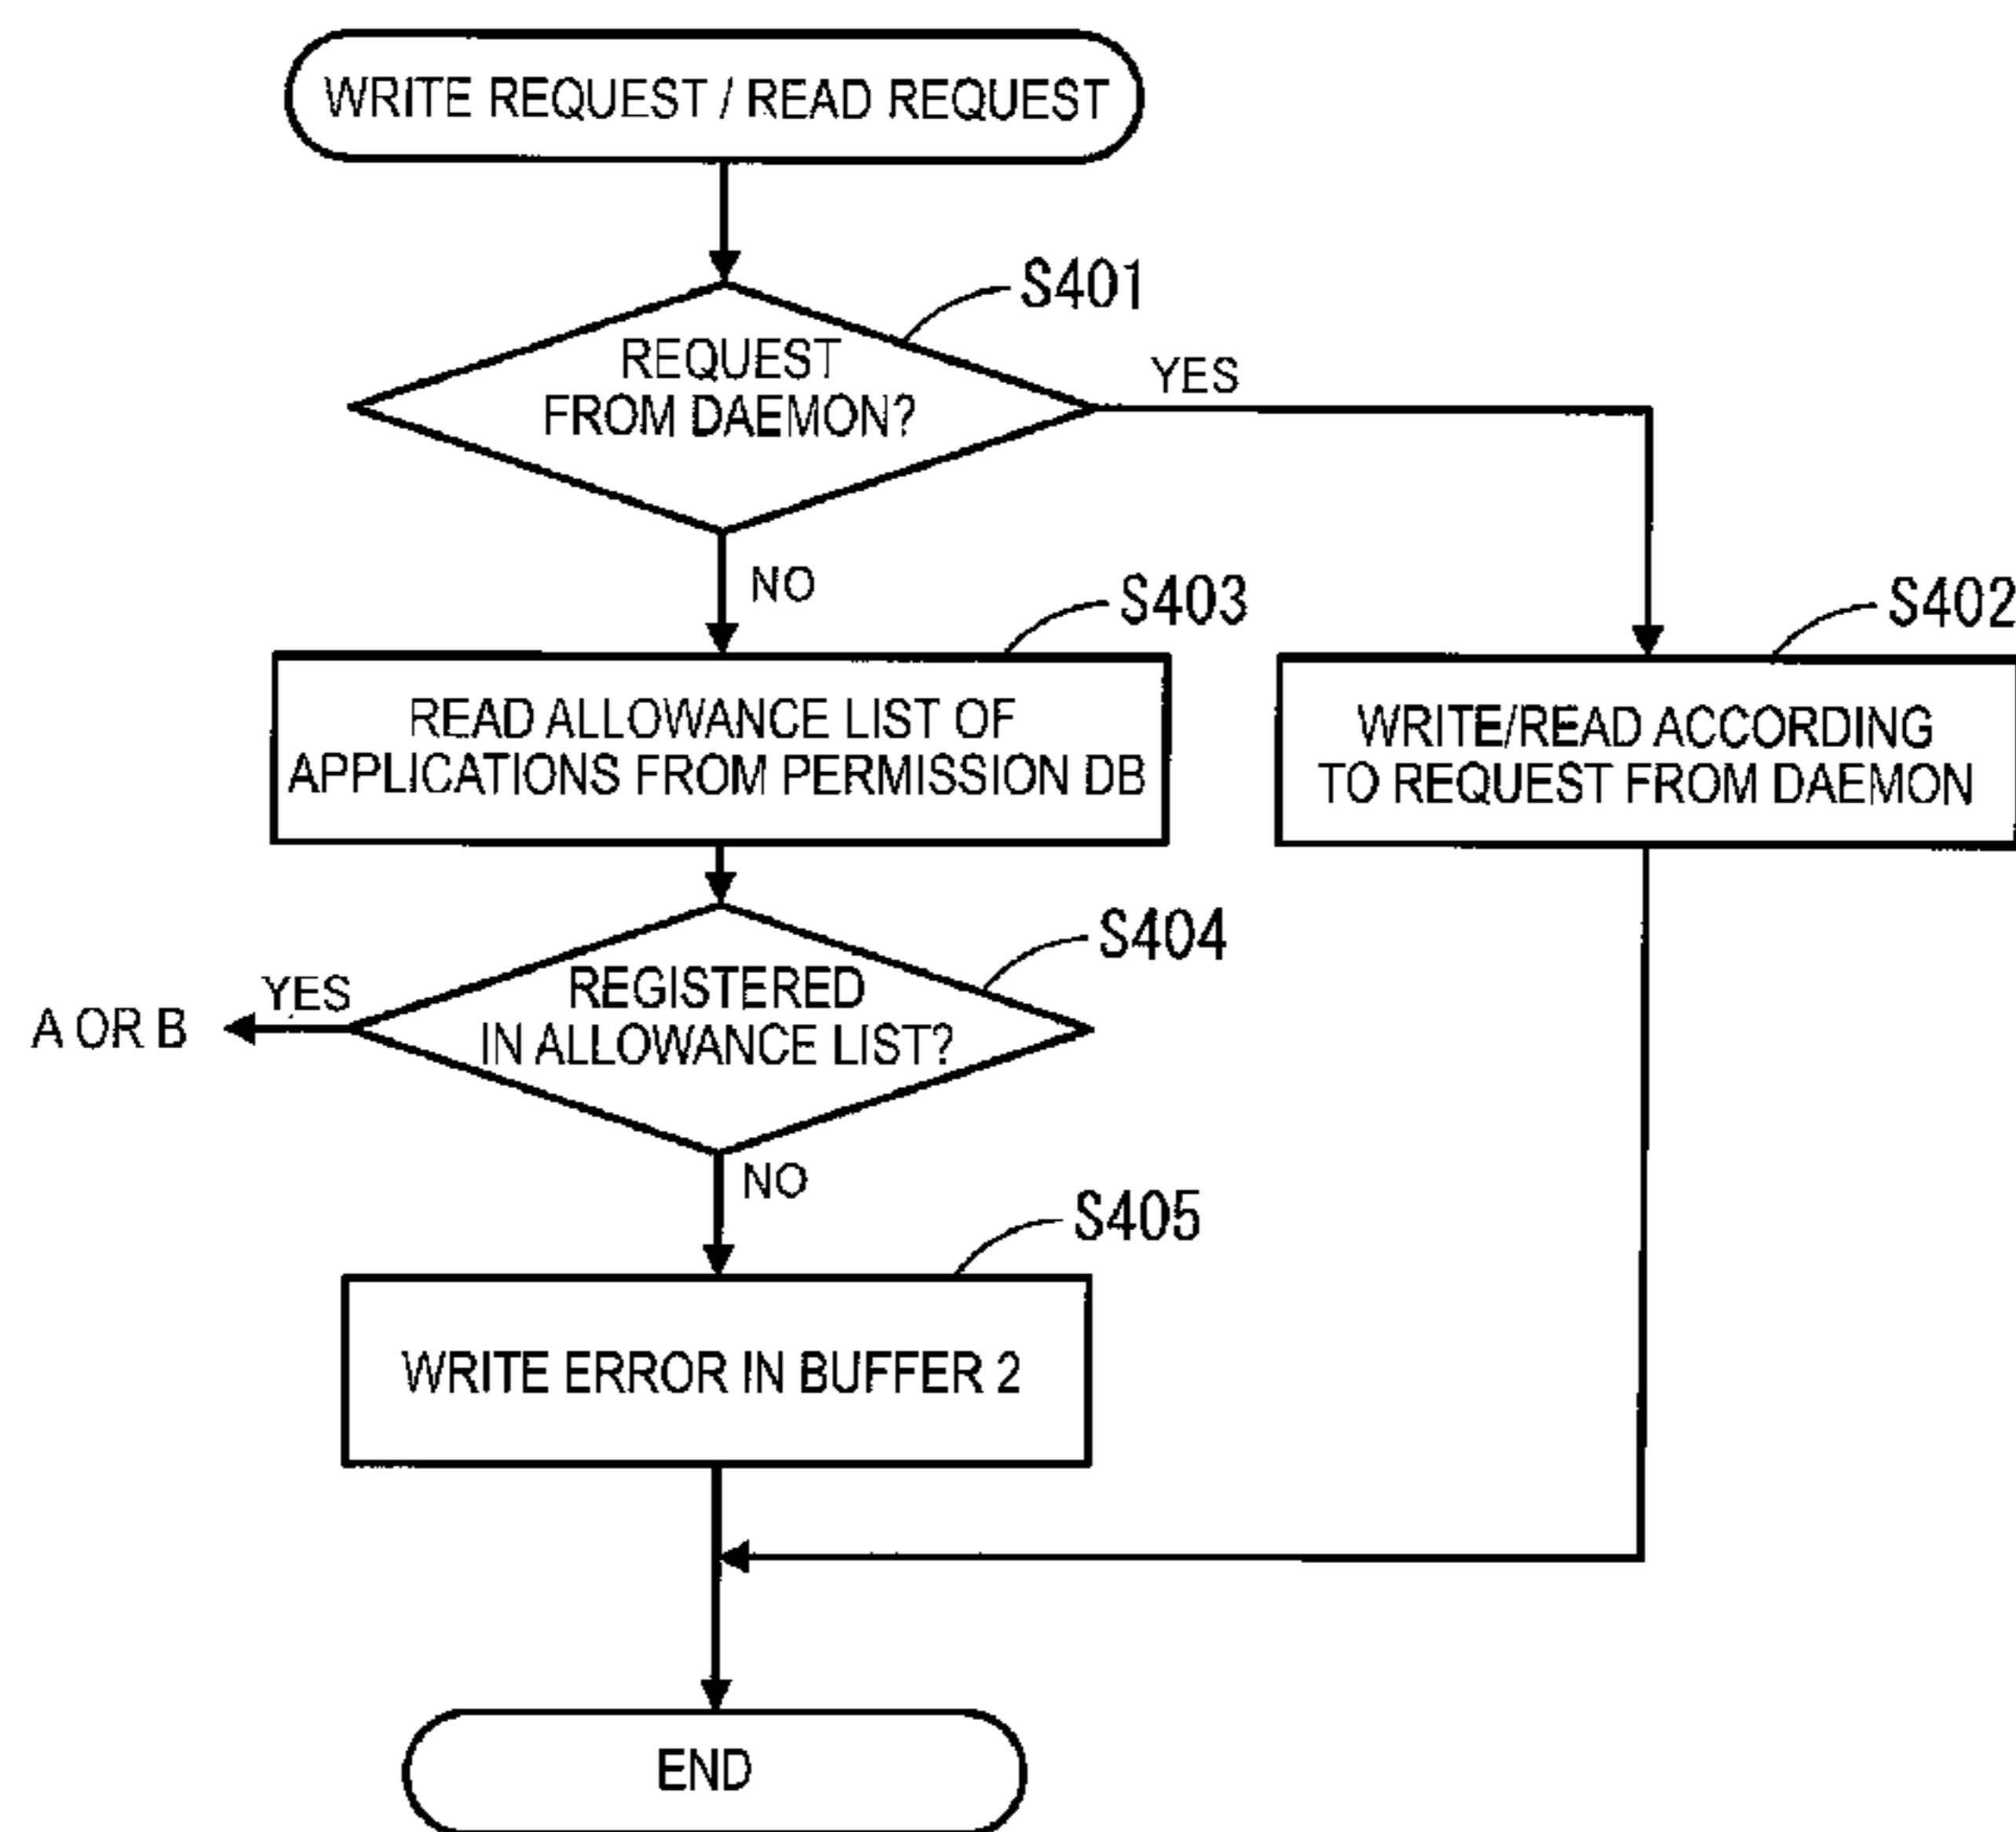 WRITE REQUEST / READ REQUEST
S401
REQUEST
FROM DAEMON?
YES
NO
S403
S402
READ ALLOWANCE LIST OF
APPLICATIONS FROM PERMISSION DB
WRITE/READ ACCORDING
TO REQUEST FROM DAEMON
S404
REGISTERED
IN ALLOWANCE LIST?
YES
A OR B
NO
S405
WRITE ERROR IN BUFFER 2
END